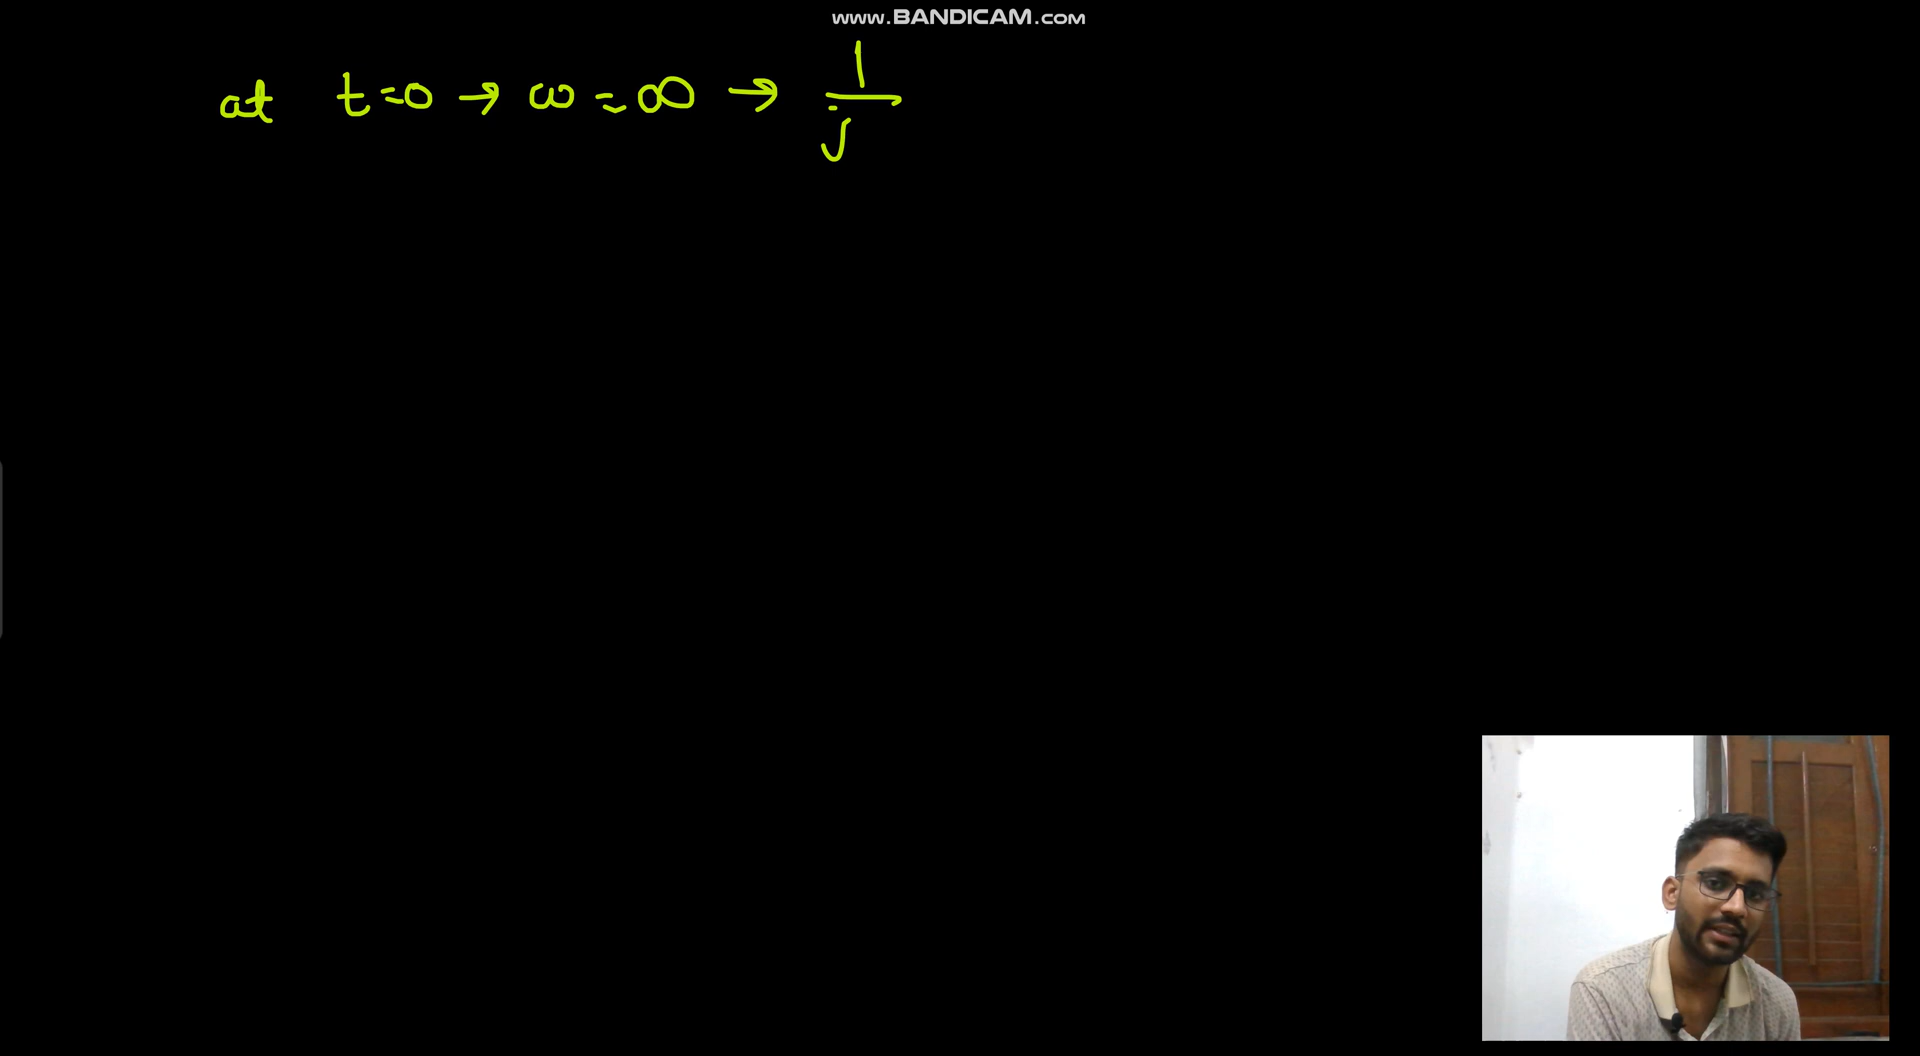 www.BANDICAM.com
at t=0 → ω = ∞ → 1/j